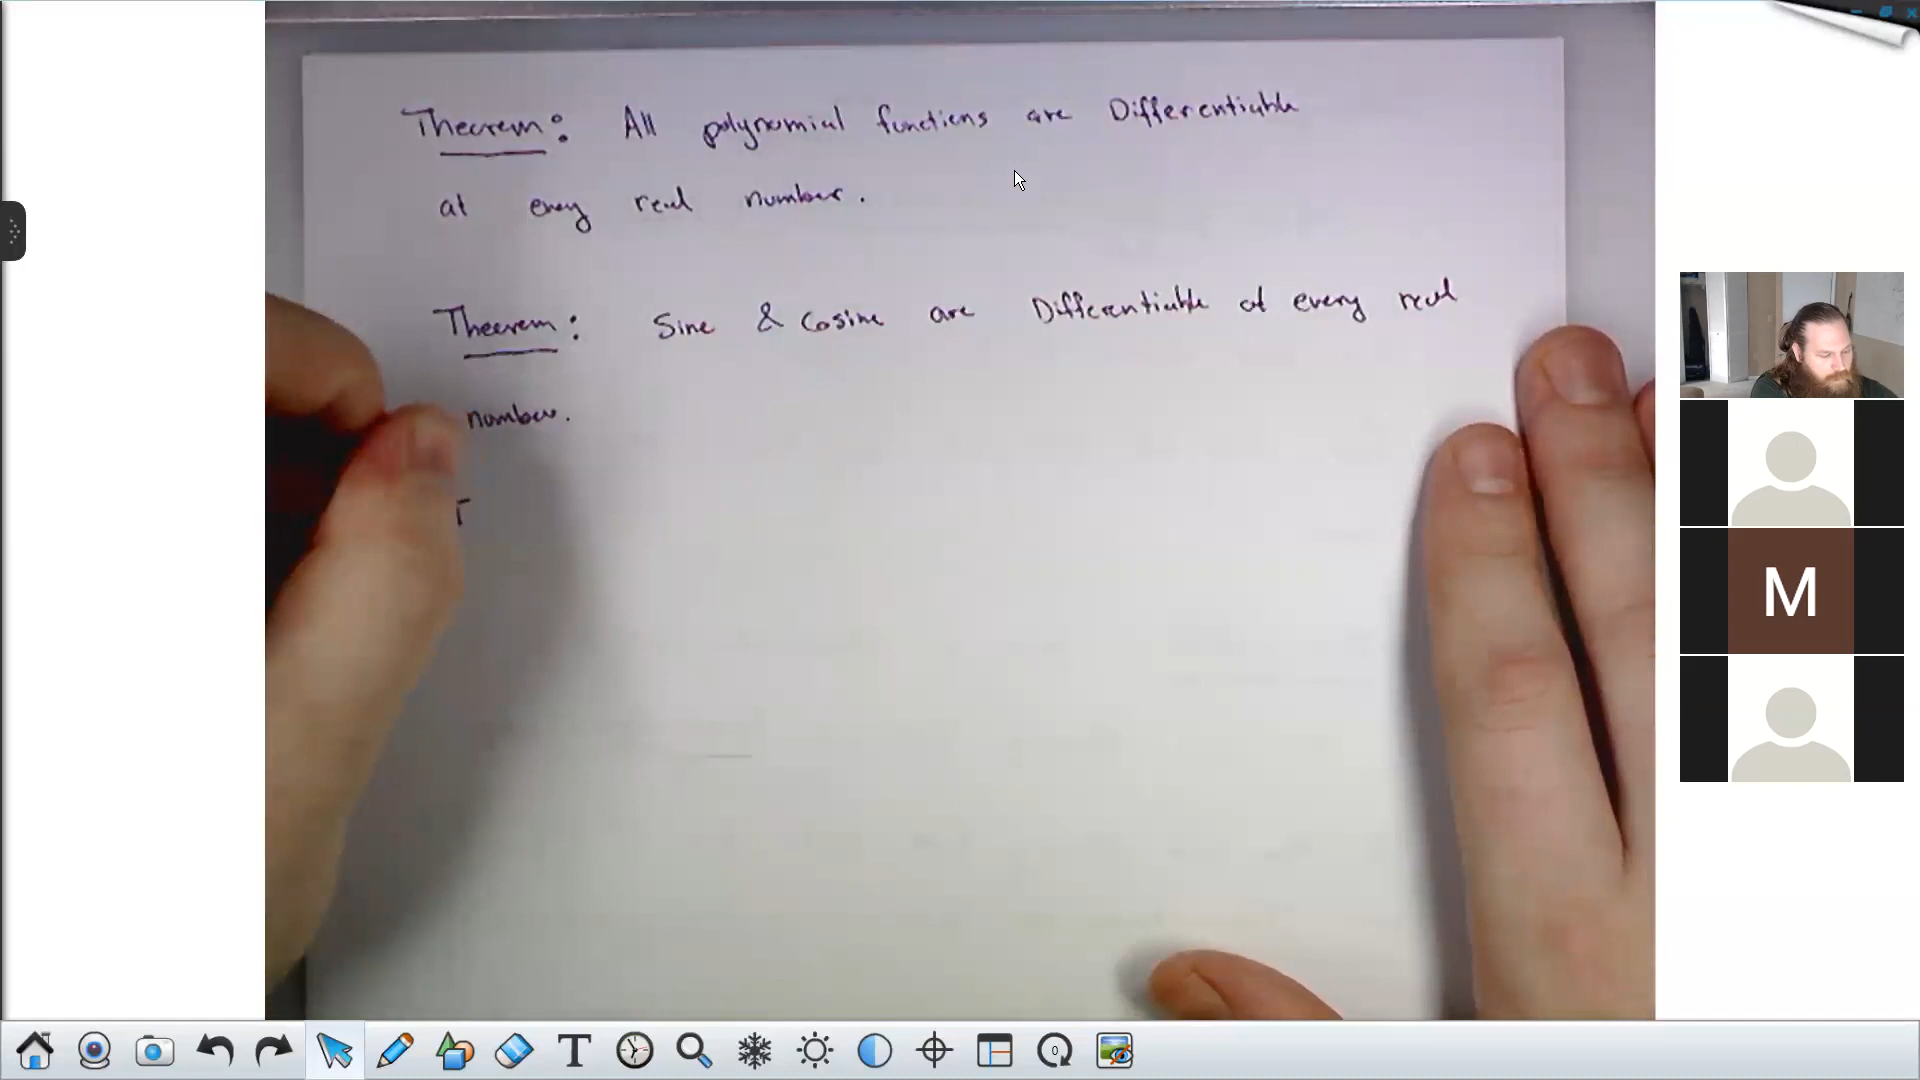 Theorem: All polynomial functions are Differentiable
at every real number.
Theorem: Sine & Cosine are Differentiable at every real
number.
T
M
T
0